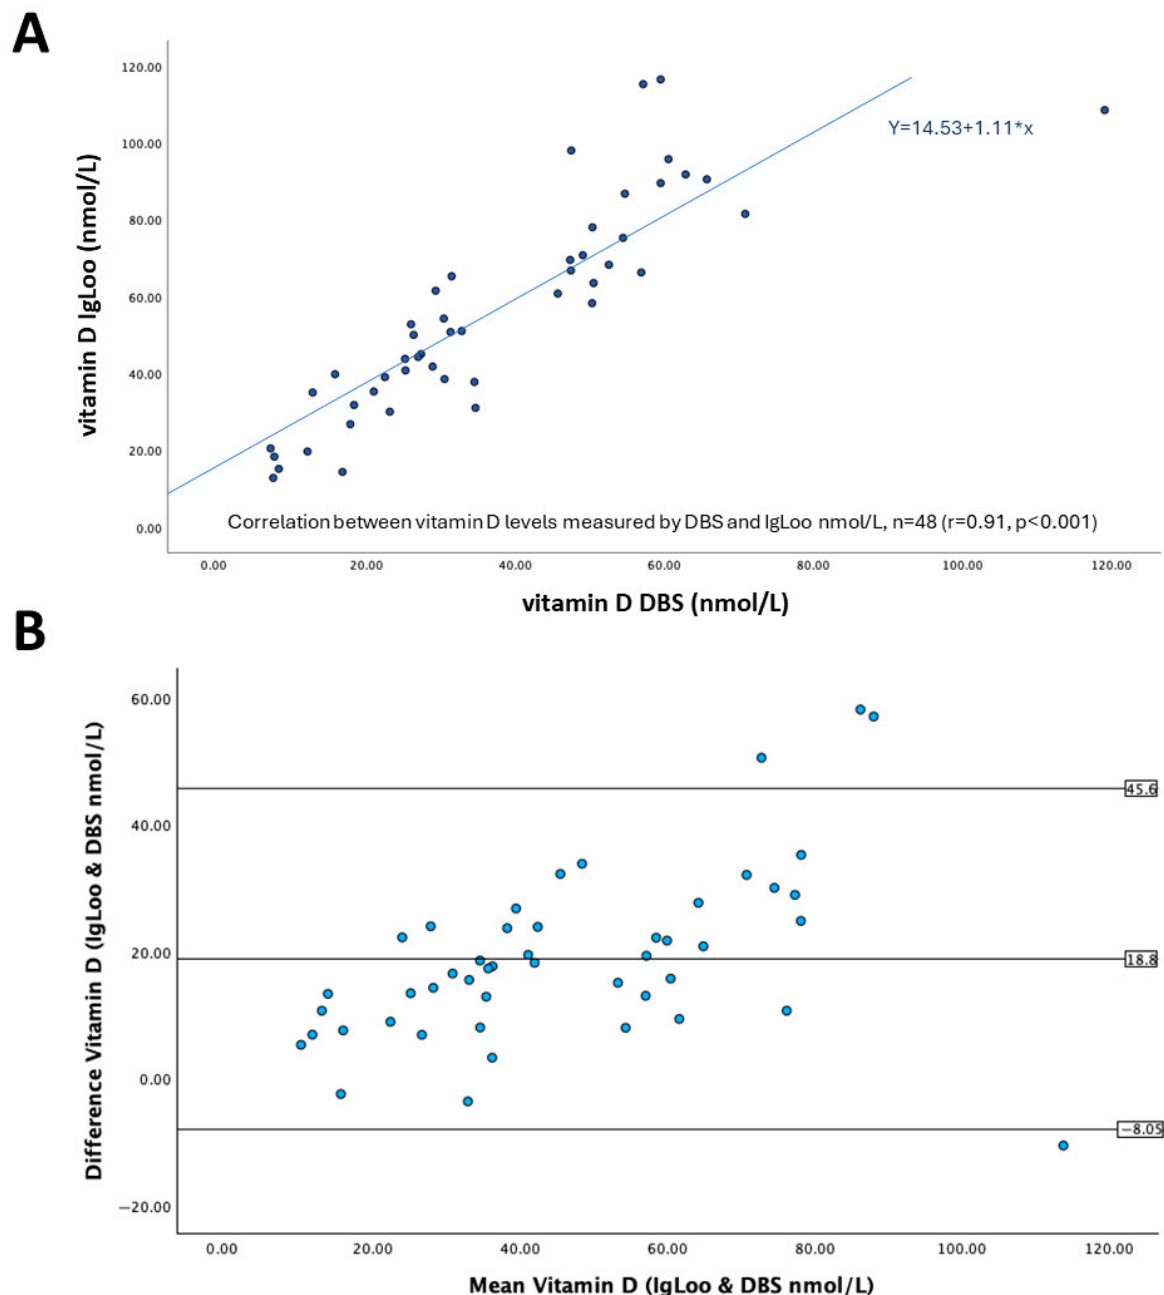 A
120.00
100.00
80.00
60.00
40.00
20.00
0.00
vitamin D IgLoo (nmol/L)
Y=14.53+1.11*x
Correlation between vitamin D levels measured by DBS and IgLoo nmol/L, n=48 (r=0.91, p<0.001)
0.00 20.00 40.00 60.00 80.00 100.00 120.00
vitamin D DBS (nmol/L)
B
60.00
40.00
20.00
0.00
−20.00
Difference Vitamin D (IgLoo & DBS nmol/L)
45.6
18.8
−8.05
0.00 20.00 40.00 60.00 80.00 100.00 120.00
Mean Vitamin D (IgLoo & DBS nmol/L)